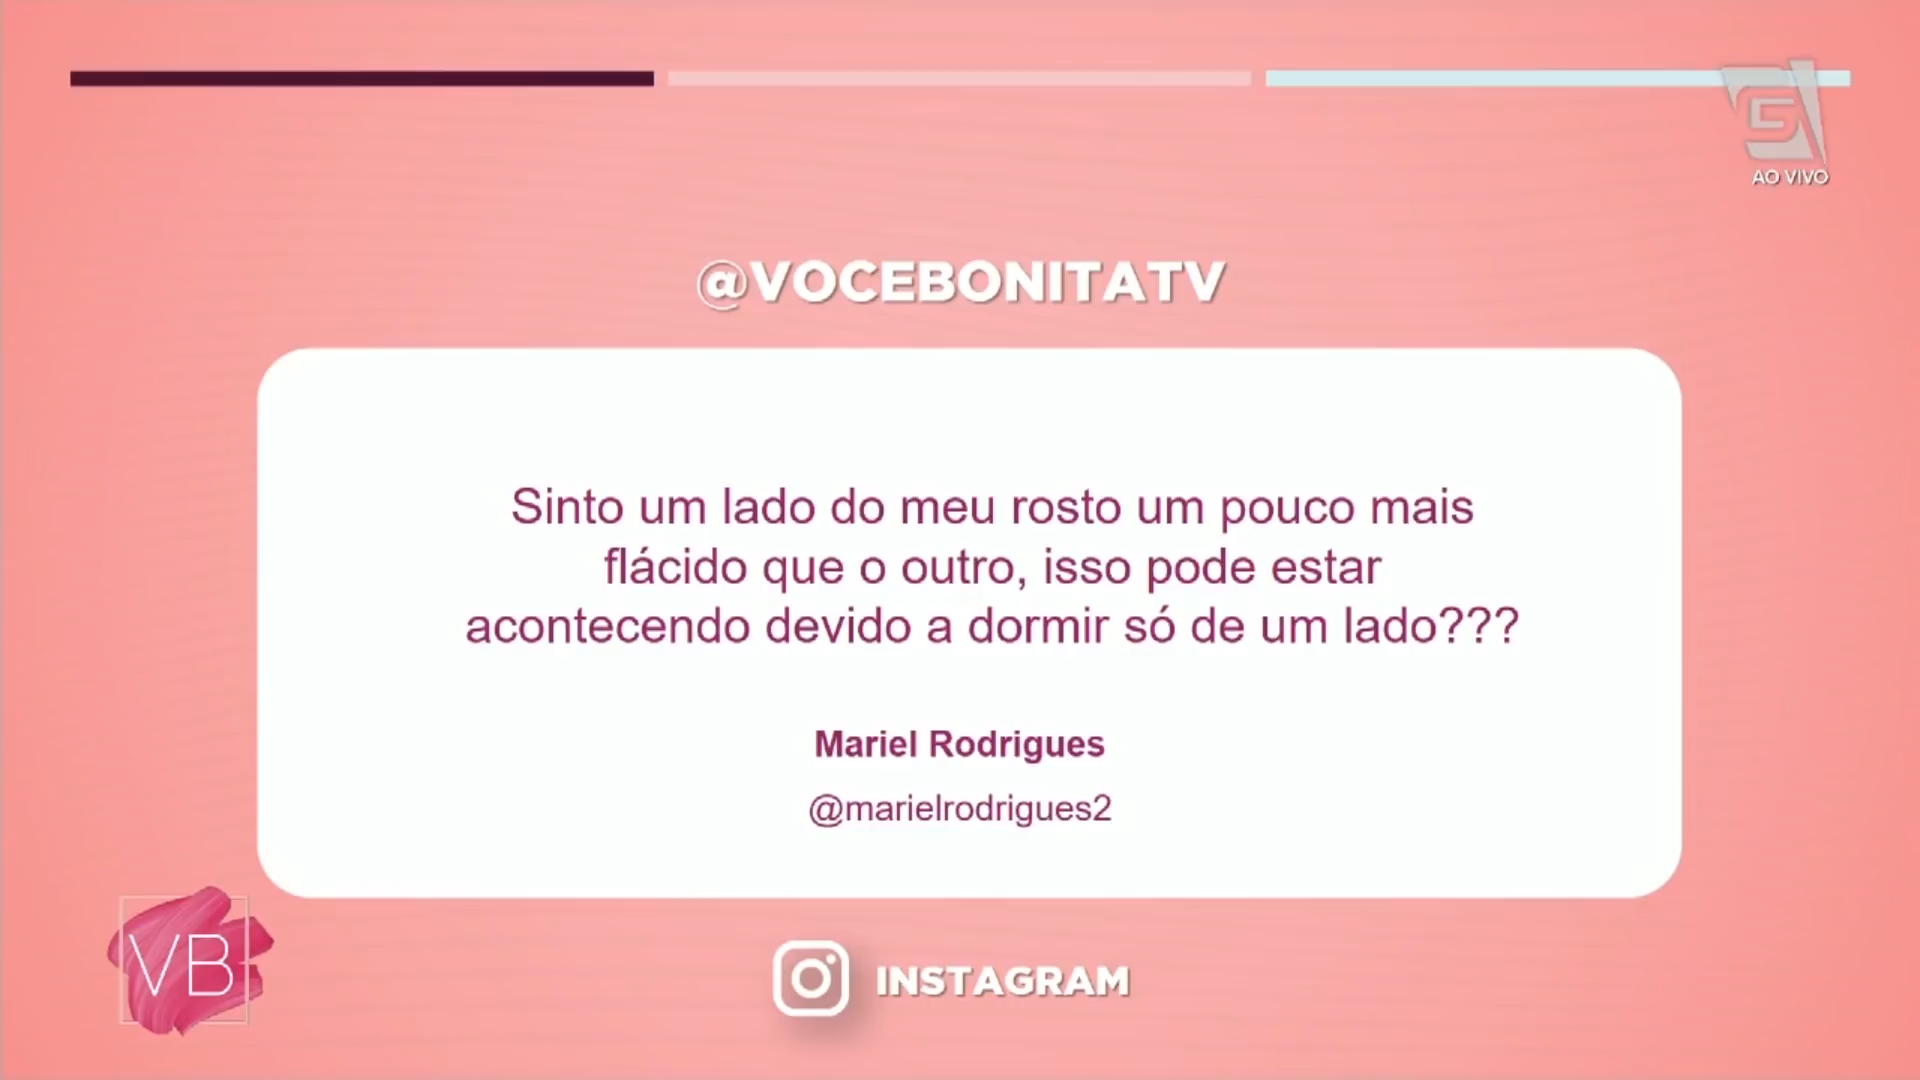 AO VIVO
@VOCEBONITATV
Sinto um lado do meu rosto um pouco mais
flácido que o outro, isso pode estar
acontecendo devido a dormir só de um lado???
Mariel Rodrigues
@marielrodrigues2
VB
INSTAGRAM